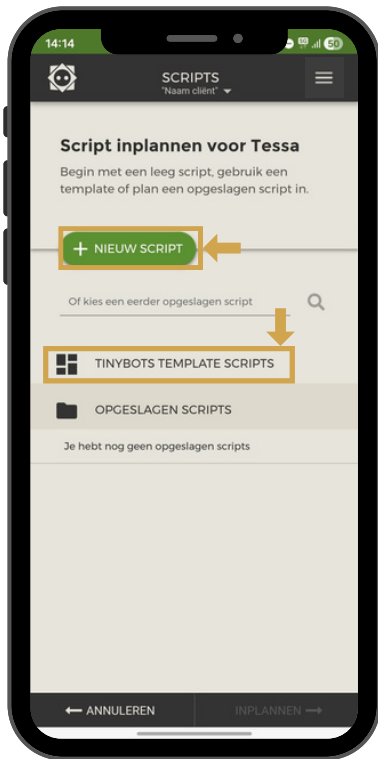 14:14
5G
50
SCRIPTS
"Naam cliënt"
Script inplannen voor Tessa
Begin met een leeg script, gebruik een
template of plan een opgeslagen script in.
+ NIEUW SCRIPT
Of kies een eerder opgeslagen script
TINYBOTS TEMPLATE SCRIPTS
OPGESLAGEN SCRIPTS
Je hebt nog geen opgeslagen scripts
ANNULEREN
INPLANNEN